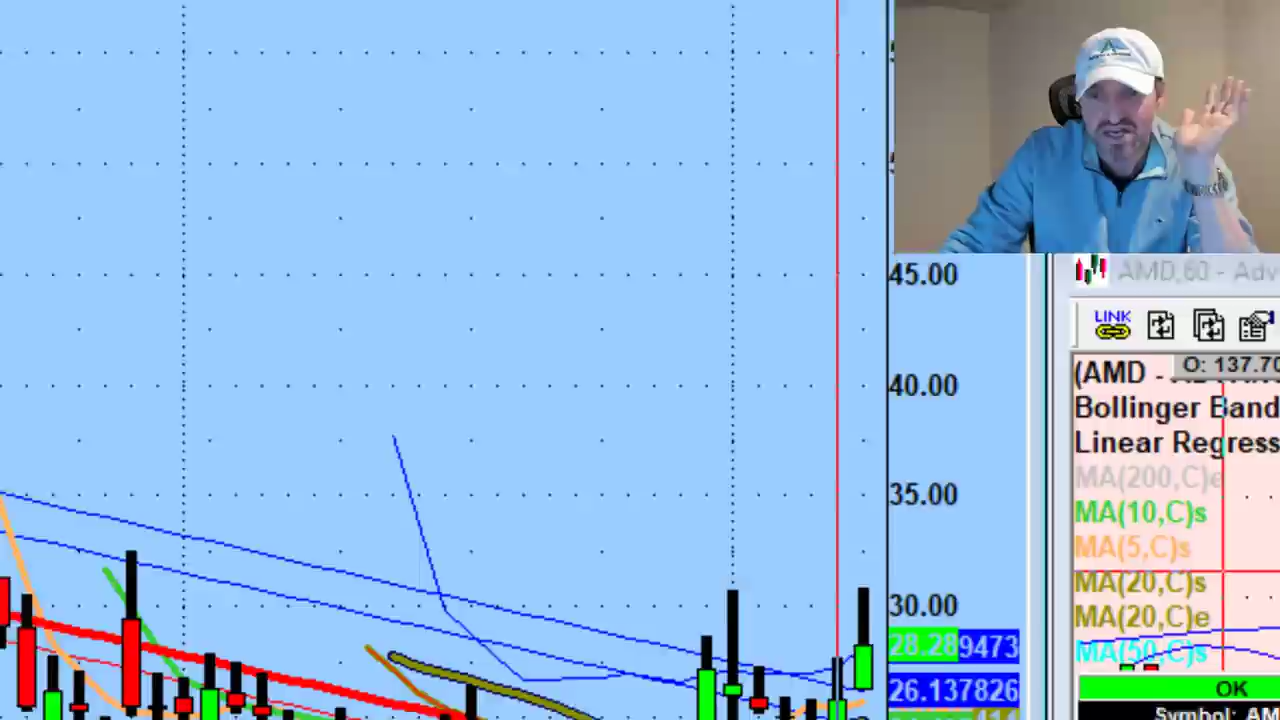 45.00
40.00
35.00
30.00
28.289473
26.137826
AMD,60 - Adv
LINK
O: 137.70
(AMD -
Bollinger Band
Linear Regress
MA(200,C)e
MA(10,C)s
MA(5,C)s
MA(20,C)s
MA(20,C)e
MA(50,C)s
OK
Symbol: AM